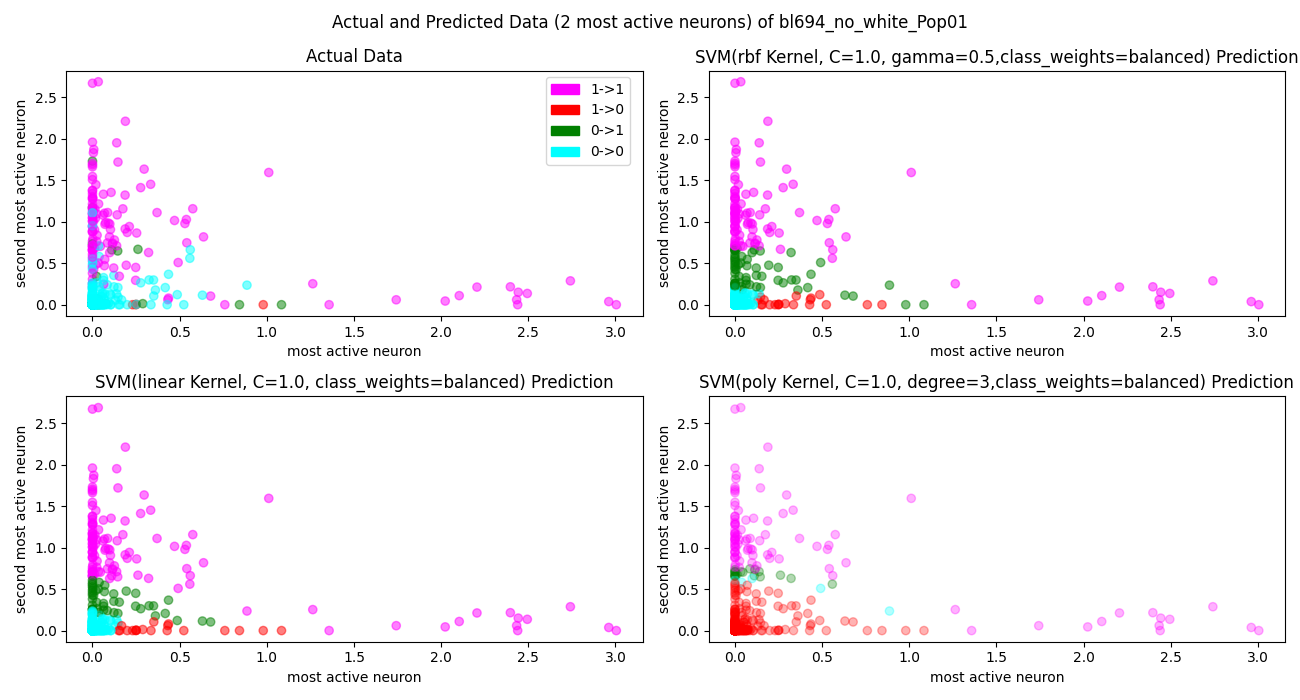 Actual and Predicted Data (2 most active neurons) of bl694_no_white_Pop01
Actual Data
second most active neuron
2.5
2.0
1.5
1.0
0.5
0.0
1->1
1->0
0->1
0->0
0.0 0.5 1.0 1.5 2.0 2.5 3.0
most active neuron
SVM(rbf Kernel, C=1.0, gamma=0.5,class_weights=balanced) Prediction
second most active neuron
2.5
2.0
1.5
1.0
0.5
0.0
0.0 0.5 1.0 1.5 2.0 2.5 3.0
most active neuron
SVM(linear Kernel, C=1.0, class_weights=balanced) Prediction
second most active neuron
2.5
2.0
1.5
1.0
0.5
0.0
0.0 0.5 1.0 1.5 2.0 2.5 3.0
most active neuron
SVM(poly Kernel, C=1.0, degree=3,class_weights=balanced) Prediction
second most active neuron
2.5
2.0
1.5
1.0
0.5
0.0
0.0 0.5 1.0 1.5 2.0 2.5 3.0
most active neuron